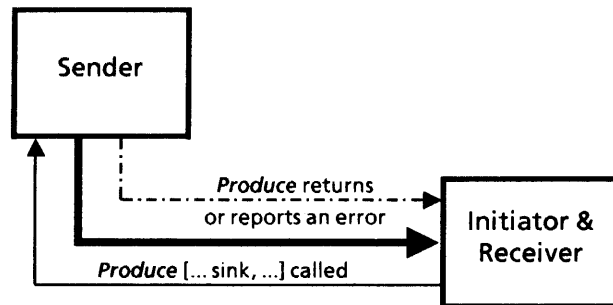 Sender
Produce returns
or reports an error
Initiator &
Receiver
Produce [... sink, ...] called